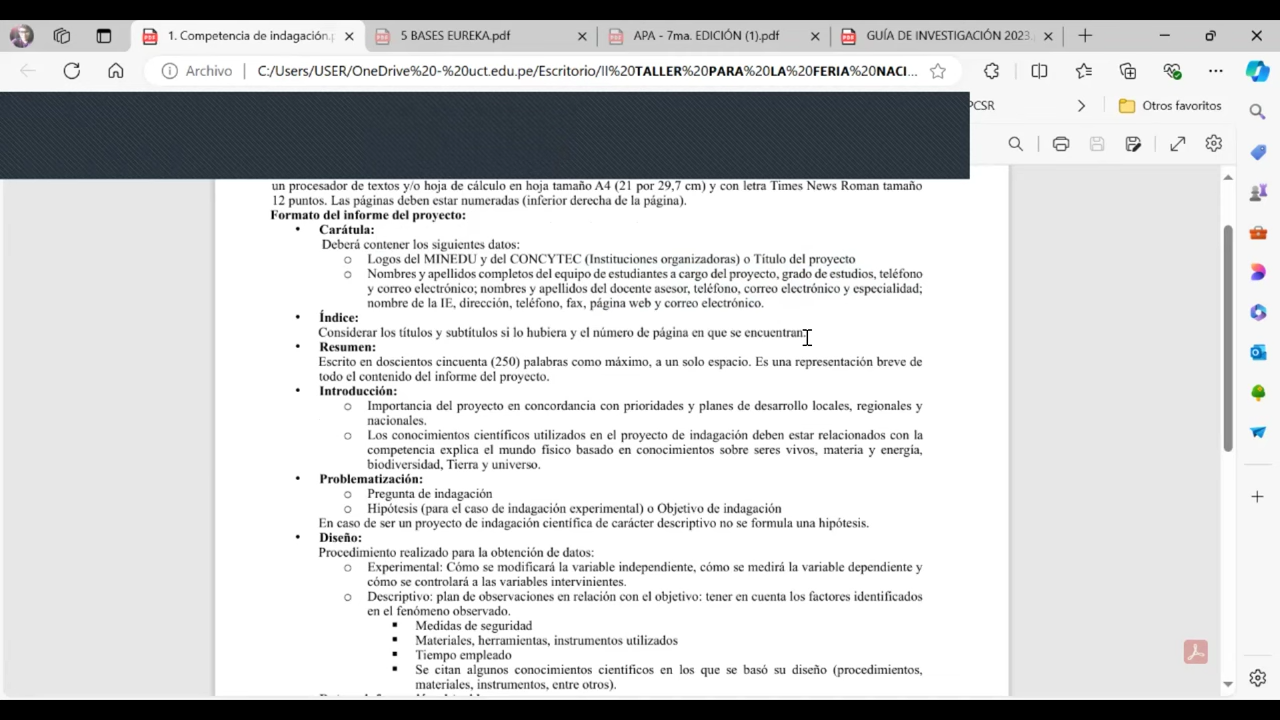 1. Competencia de indagación.p
5 BASES EUREKA.pdf
APA - 7ma. EDICIÓN (1).pdf
GUÍA DE INVESTIGACIÓN 2023.
Archivo
C:/Users/USER/OneDrive%20-%20uct.edu.pe/Escritorio/II%20TALLER%20PARA%20LA%20FERIA%20NACI...
PCSR
Otros favoritos
un procesador de textos y/o hoja de cálculo en hoja tamaño A4 (21 por 29,7 cm) y con letra Times News Roman tamaño
12 puntos. Las páginas deben estar numeradas (inferior derecha de la página).
Formato del informe del proyecto:
• Carátula:
Deberá contener los siguientes datos:
o Logos del MINEDU y del CONCYTEC (Instituciones organizadoras) o Título del proyecto
o Nombres y apellidos completos del equipo de estudiantes a cargo del proyecto, grado de estudios, teléfono
y correo electrónico; nombres y apellidos del docente asesor, teléfono, correo electrónico y especialidad;
nombre de la IE, dirección, teléfono, fax, página web y correo electrónico.
• Índice:
Considerar los títulos y subtítulos si lo hubiera y el número de página en que se encuentran.
• Resumen:
Escrito en doscientos cincuenta (250) palabras como máximo, a un solo espacio. Es una representación breve de
todo el contenido del informe del proyecto.
• Introducción:
o Importancia del proyecto en concordancia con prioridades y planes de desarrollo locales, regionales y
nacionales.
o Los conocimientos científicos utilizados en el proyecto de indagación deben estar relacionados con la
competencia explica el mundo físico basado en conocimientos sobre seres vivos, materia y energía,
biodiversidad, Tierra y universo.
• Problematización:
o Pregunta de indagación
o Hipótesis (para el caso de indagación experimental) o Objetivo de indagación
En caso de ser un proyecto de indagación científica de carácter descriptivo no se formula una hipótesis.
• Diseño:
Procedimiento realizado para la obtención de datos:
o Experimental: Cómo se modificará la variable independiente, cómo se medirá la variable dependiente y
cómo se controlará a las variables intervinientes.
o Descriptivo: plan de observaciones en relación con el objetivo: tener en cuenta los factores identificados
en el fenómeno observado.
▪ Medidas de seguridad
▪ Materiales, herramientas, instrumentos utilizados
▪ Tiempo empleado
▪ Se citan algunos conocimientos científicos en los que se basó su diseño (procedimientos,
materiales, instrumentos, entre otros).